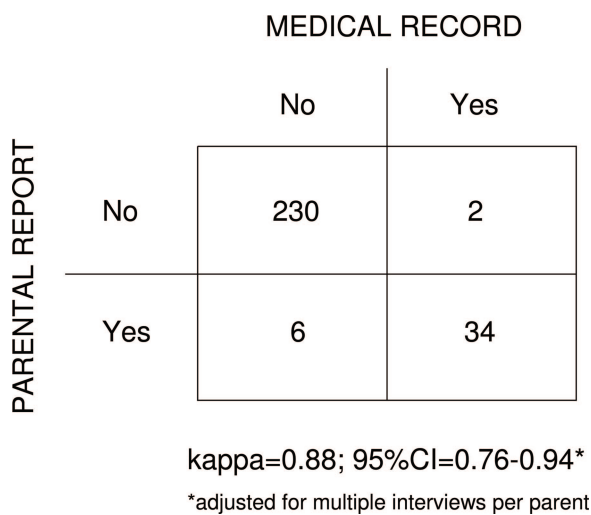 MEDICAL RECORD
No Yes
PARENTAL REPORT
No 230 2
Yes 6 34
kappa=0.88; 95%CI=0.76-0.94*
*adjusted for multiple interviews per parent